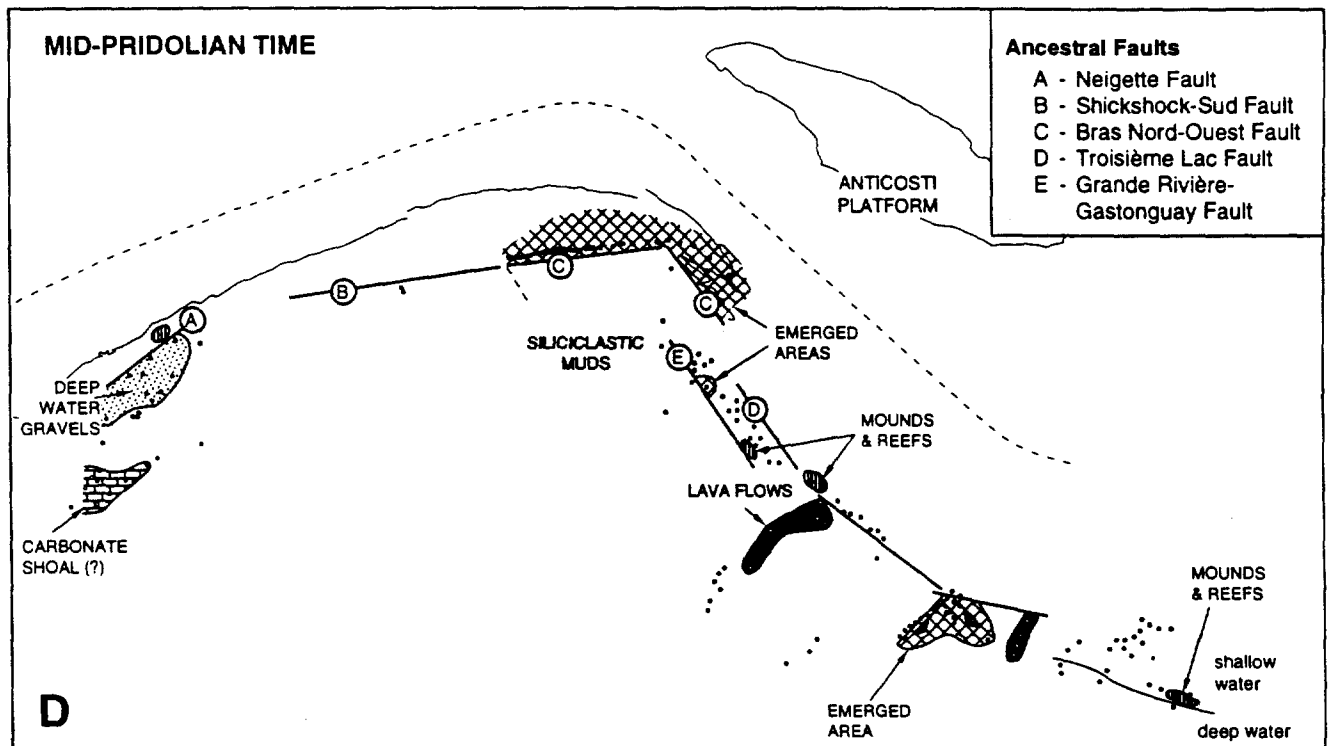 MID-PRIDOLIAN TIME
Ancestral Faults
A - Neigette Fault
B - Shickshock-Sud Fault
C - Bras Nord-Ouest Fault
D - Troisième Lac Fault
E - Grande Rivière-
Gastonguay Fault
ANTICOSTI
PLATFORM
A
B
C
C
E
D
SILICICLASTIC
MUDS
EMERGED
AREAS
DEEP
WATER
GRAVELS
MOUNDS
& REEFS
LAVA FLOWS
CARBONATE
SHOAL (?)
MOUNDS
& REEFS
shallow
water
deep water
EMERGED
AREA
D